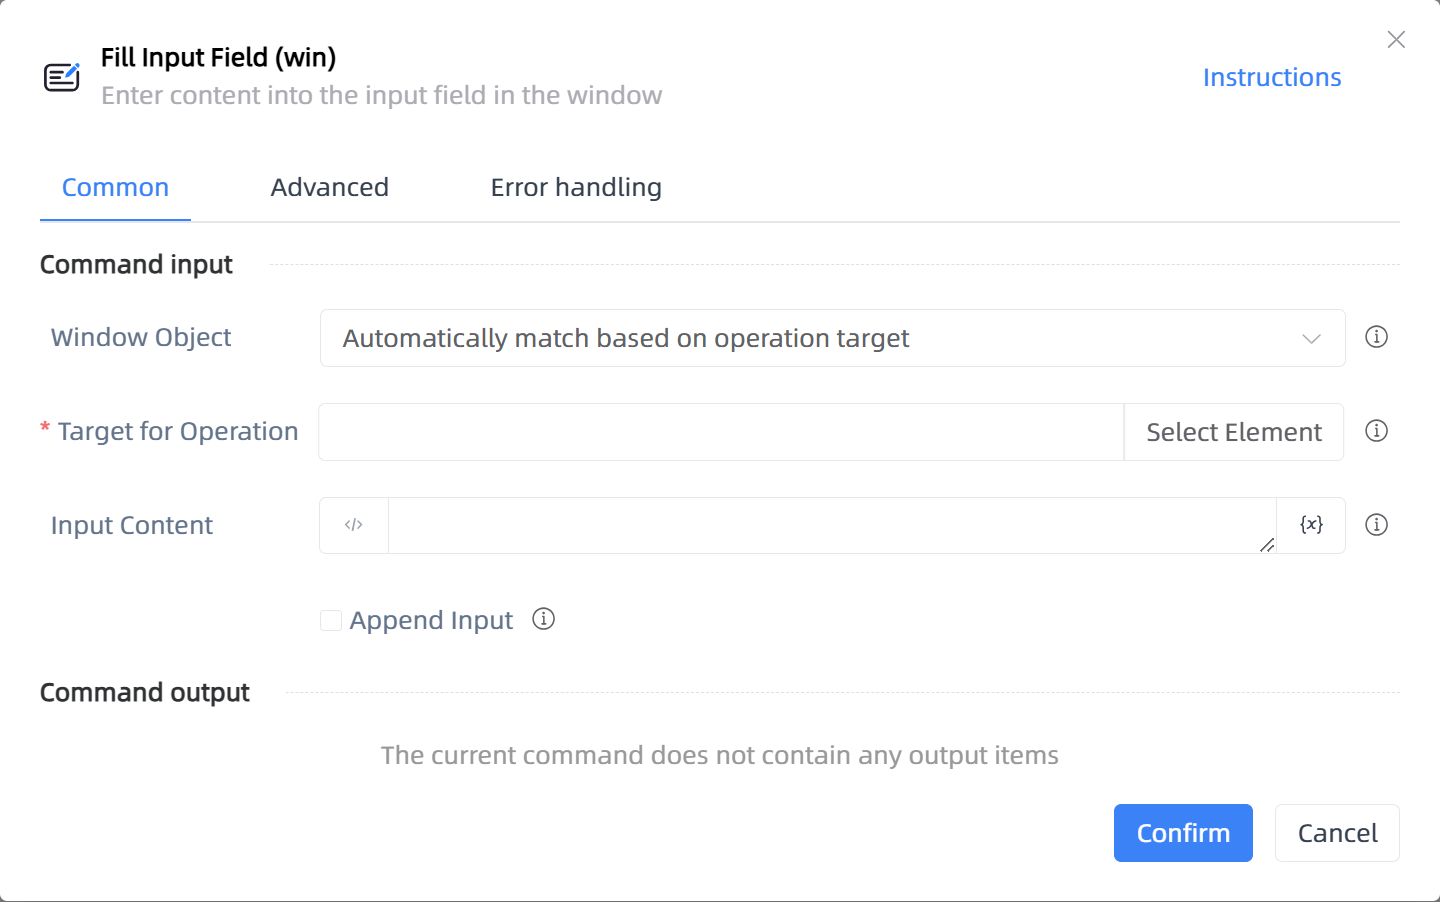 Fill Input Field (win)
Enter content into the input field in the window
Instructions
Common
Advanced
Error handling
Command input
Window Object
Automatically match based on operation target
* Target for Operation
Select Element
Input Content
</>
{x}
Append Input
Command output
The current command does not contain any output items
Confirm
Cancel